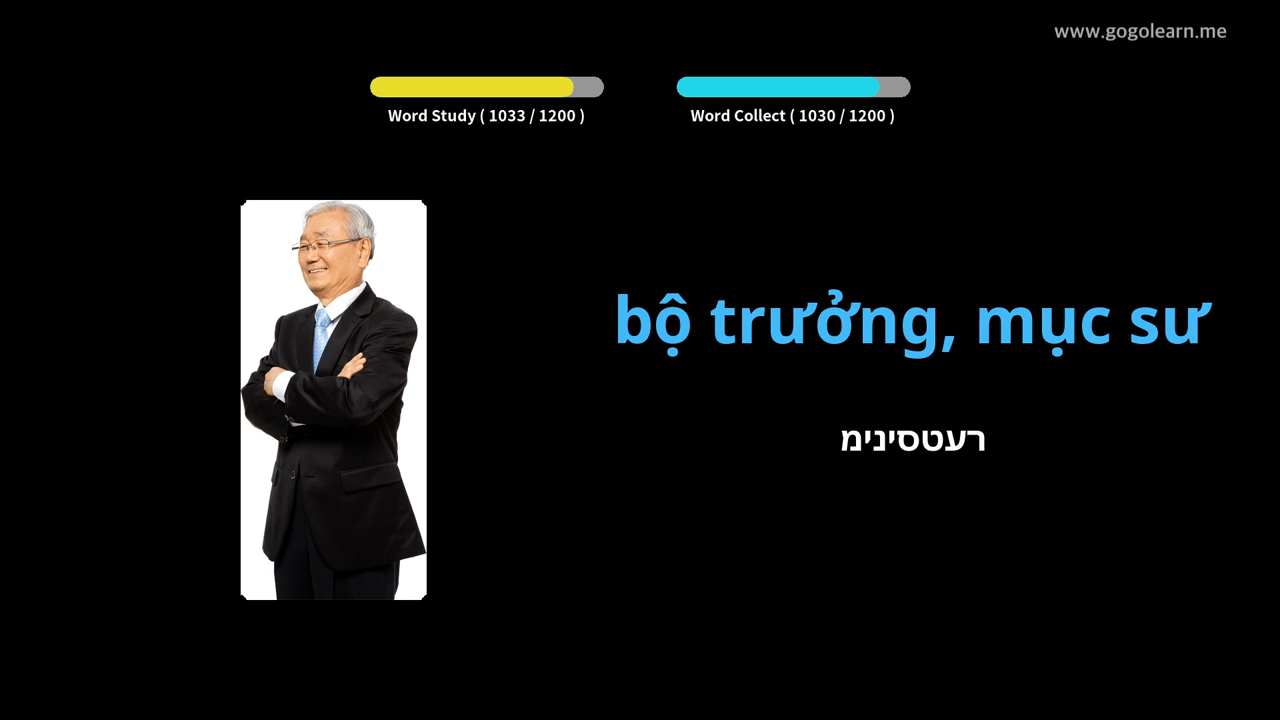 www.gogolearn.me
Word Study ( 1033 / 1200 )
Word Collect ( 1030 / 1200 )
bộ trưởng, mục sư
רעטסינימ